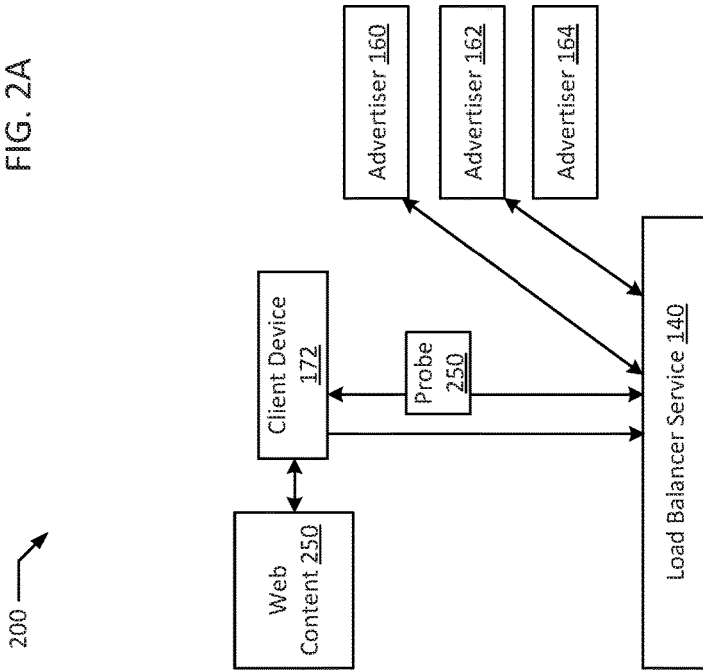 FIG. 2A
200
Web
Content 250
Client Device
172
Probe
250
Advertiser 160
Advertiser 162
Advertiser 164
Load Balancer Service 140